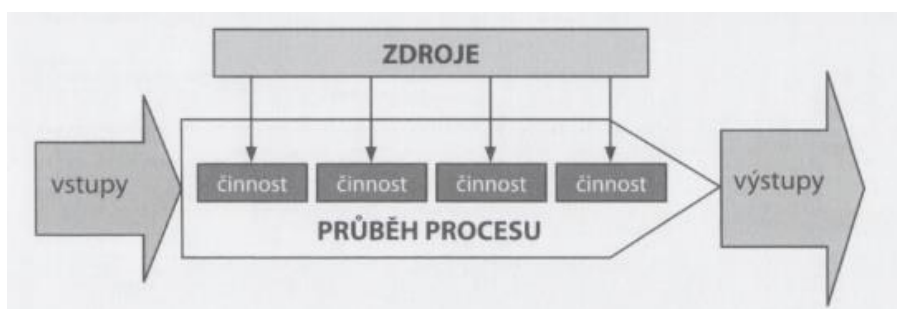 ZDROJE
vstupy
činnost
činnost
činnost
činnost
výstupy
PRŮBĚH PROCESU